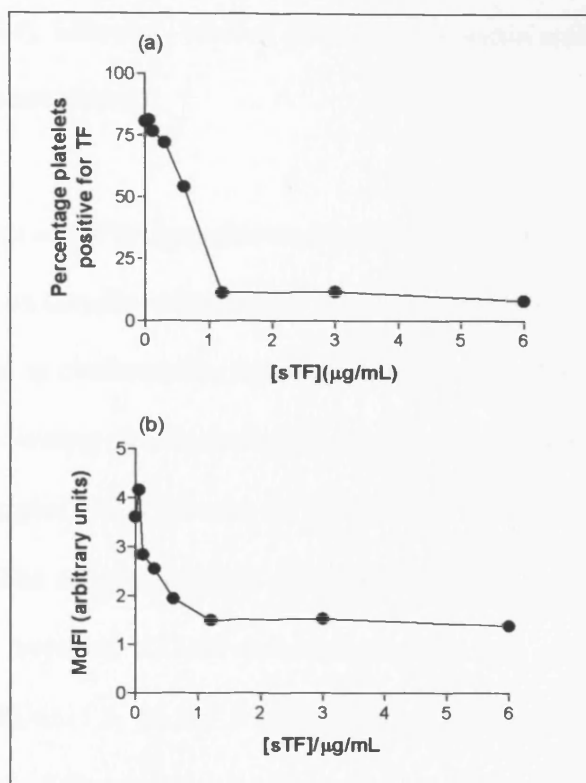 (a)
Percentage platelets
positive for TF
100
75
50
25
0
0 1 2 3 4 5 6
[sTF](μg/mL)
(b)
MdFI (arbitrary units)
5
4
3
2
1
0
0 1 2 3 4 5 6
[sTF]/μg/mL